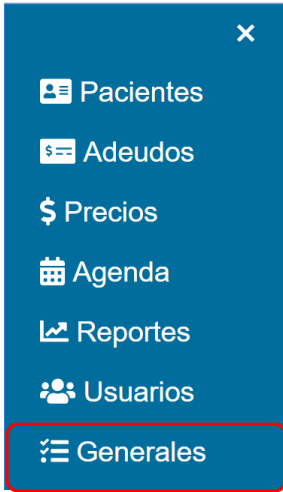 ×
Pacientes
Adeudos
$ Precios
Agenda
Reportes
Usuarios
Generales